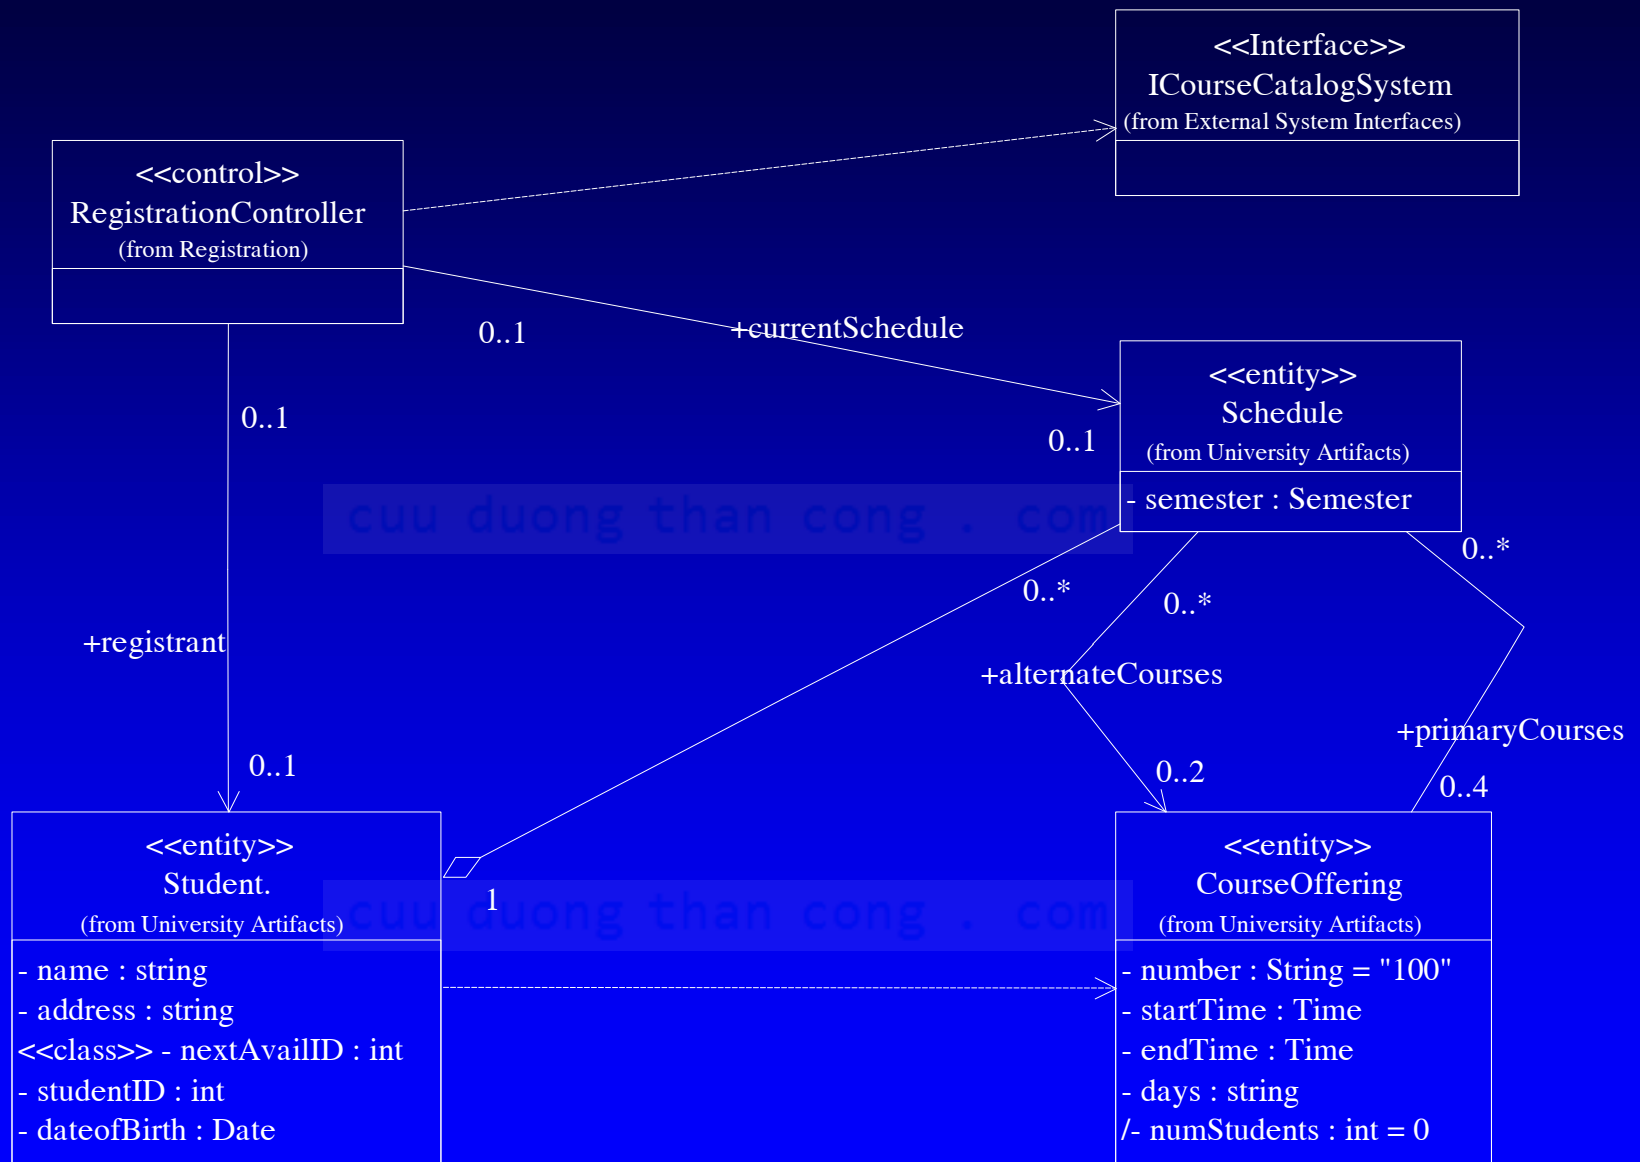 <<Interface>>
ICourseCatalogSystem
(from External System Interfaces)
<<control>>
RegistrationController
(from Registration)
0..1
+currentSchedule
0..1
0..1
<<entity>>
Schedule
(from University Artifacts)
- semester : Semester
cuu duong than cong . com
0..*
0..*
0..*
+registrant
+alternateCourses
+primaryCourses
0..1
0..2
0..4
<<entity>>
Student.
(from University Artifacts)
- name : string
- address : string
<<class>> - nextAvailID : int
- studentID : int
- dateofBirth : Date
1
cuu duong than cong . com
<<entity>>
CourseOffering
(from University Artifacts)
- number : String = "100"
- startTime : Time
- endTime : Time
- days : string
/- numStudents : int = 0